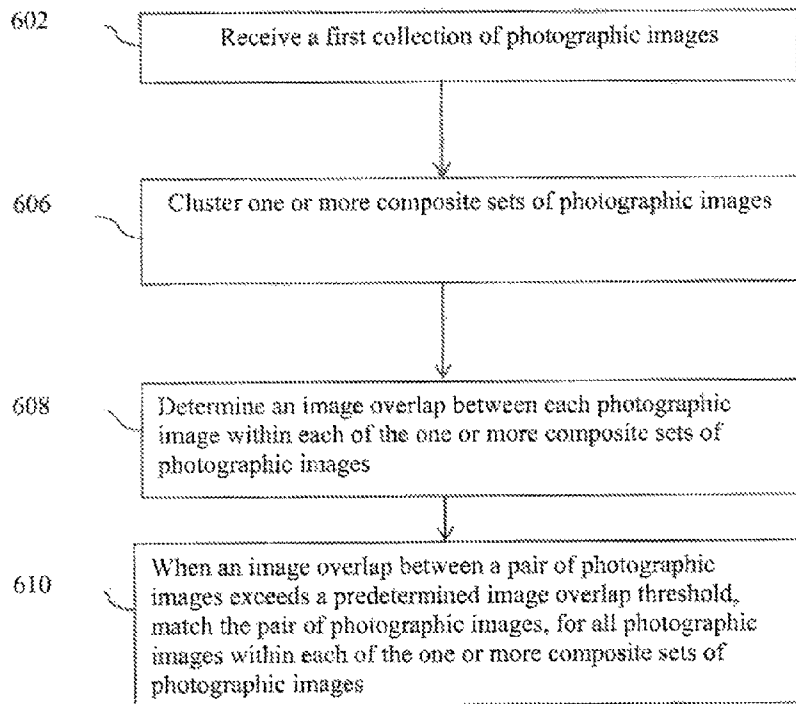 602
Receive a first collection of photographic images
606
Cluster one or more composite sets of photographic images
608
Determine an image overlap between each photographic
image within each of the one or more composite sets of
photographic images
610
When an image overlap between a pair of photographic
images exceeds a predetermined image overlap threshold,
match the pair of photographic images, for all photographic
images within each of the one or more composite sets of
photographic images